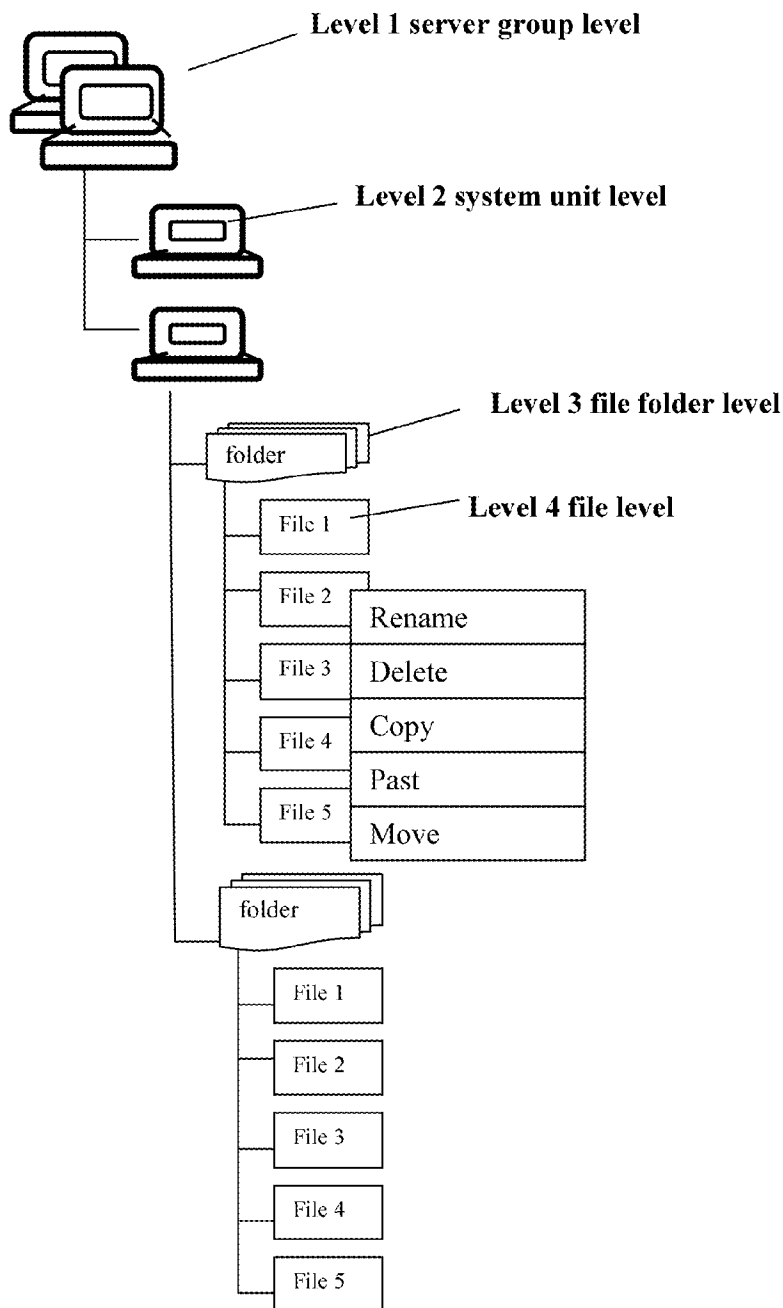 Level 1 server group level
Level 2 system unit level
Level 3 file folder level
folder
Level 4 file level
File 1
File 2
Rename
Delete
File 3
Copy
File 4
Past
File 5
Move
folder
File 1
File 2
File 3
File 4
File 5